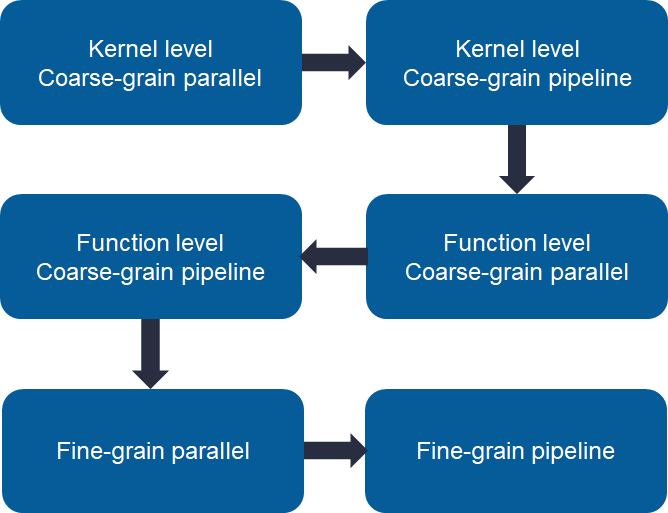 Kernel level
Coarse-grain parallel
Kernel level
Coarse-grain pipeline
Function level
Coarse-grain pipeline
Function level
Coarse-grain parallel
Fine-grain parallel
Fine-grain pipeline